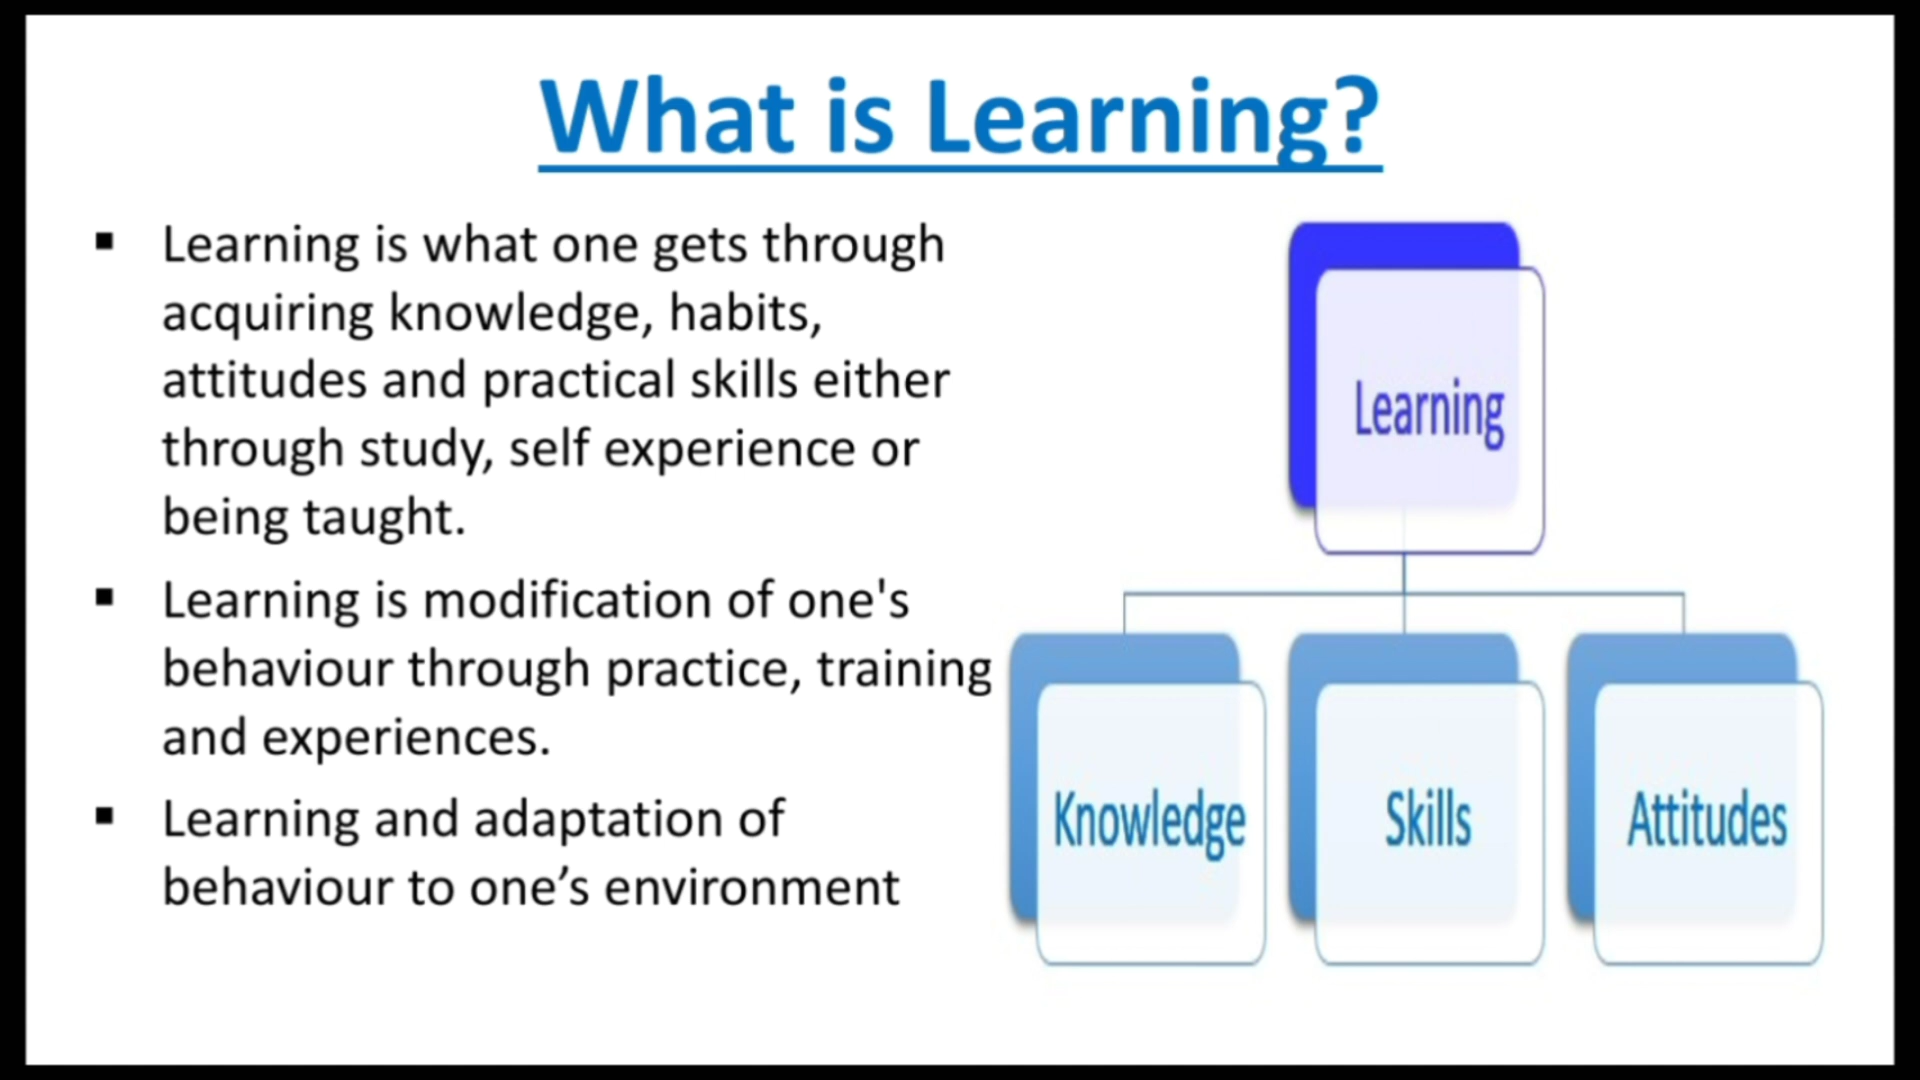 What is Learning?
Learning is what one gets through
acquiring knowledge, habits,
attitudes and practical skills either
through study, self experience or
being taught.
Learning is modification of one's
behaviour through practice, training
and experiences.
Learning and adaptation of
behaviour to one’s environment
Learning
Knowledge
Skills
Attitudes